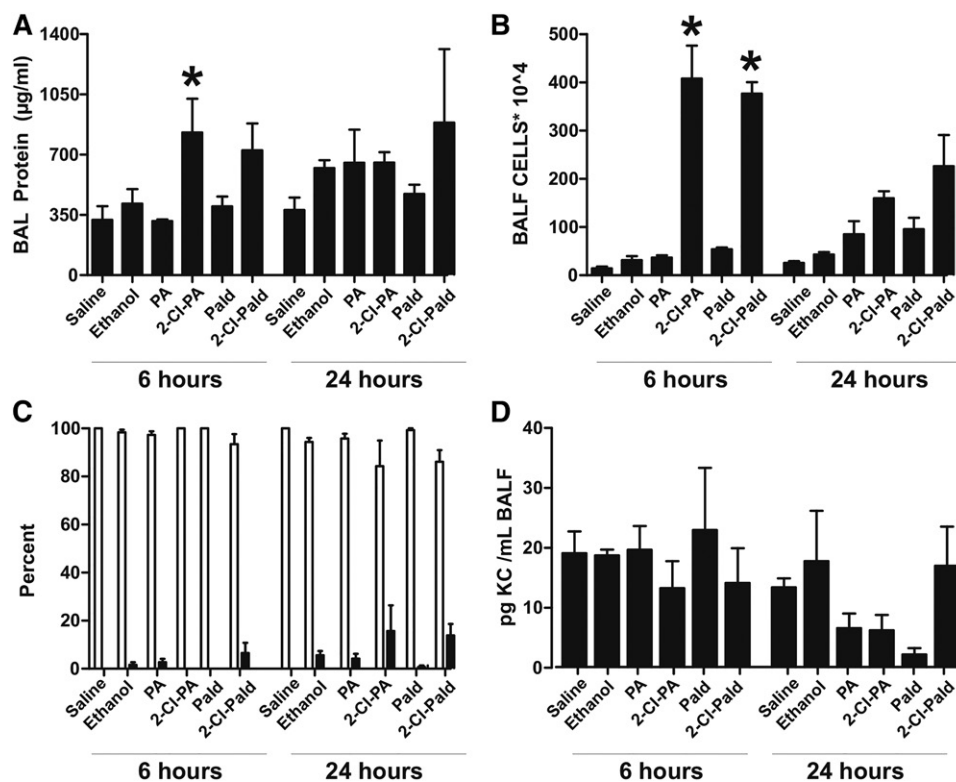 A
BAL Protein (µg/ml)
1400
1050
700
350
0
*
Saline
Ethanol
PA
2-Cl-PA
Pald
2-Cl-Pald
Saline
Ethanol
PA
2-Cl-PA
Pald
2-Cl-Pald
6 hours
24 hours
B
BALF CELLS* 10^4
500
400
300
200
100
0
*
*
Saline
Ethanol
PA
2-Cl-PA
Pald
2-Cl-Pald
Saline
Ethanol
PA
2-Cl-PA
Pald
2-Cl-Pald
6 hours
24 hours
C
Percent
100
80
60
40
20
0
Saline
Ethanol
PA
2-Cl-PA
Pald
2-Cl-Pald
Saline
Ethanol
PA
2-Cl-PA
Pald
2-Cl-Pald
6 hours
24 hours
D
pg KC /mL BALF
40
30
20
10
0
Saline
Ethanol
PA
2-Cl-PA
Pald
2-Cl-Pald
Saline
Ethanol
PA
2-Cl-PA
Pald
2-Cl-Pald
6 hours
24 hours